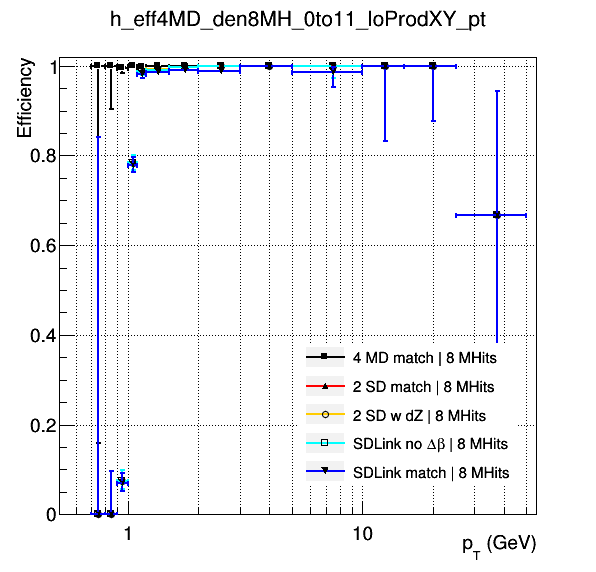 h_eff4MD_den8MH_0to11_loProdXY_pt
Efficiency
1
0.8
0.6
0.4
0.2
0
4 MD match | 8 MHits
2 SD match | 8 MHits
2 SD w dZ | 8 MHits
SDLink no Δβ | 8 MHits
SDLink match | 8 MHits
1
10
p_T (GeV)